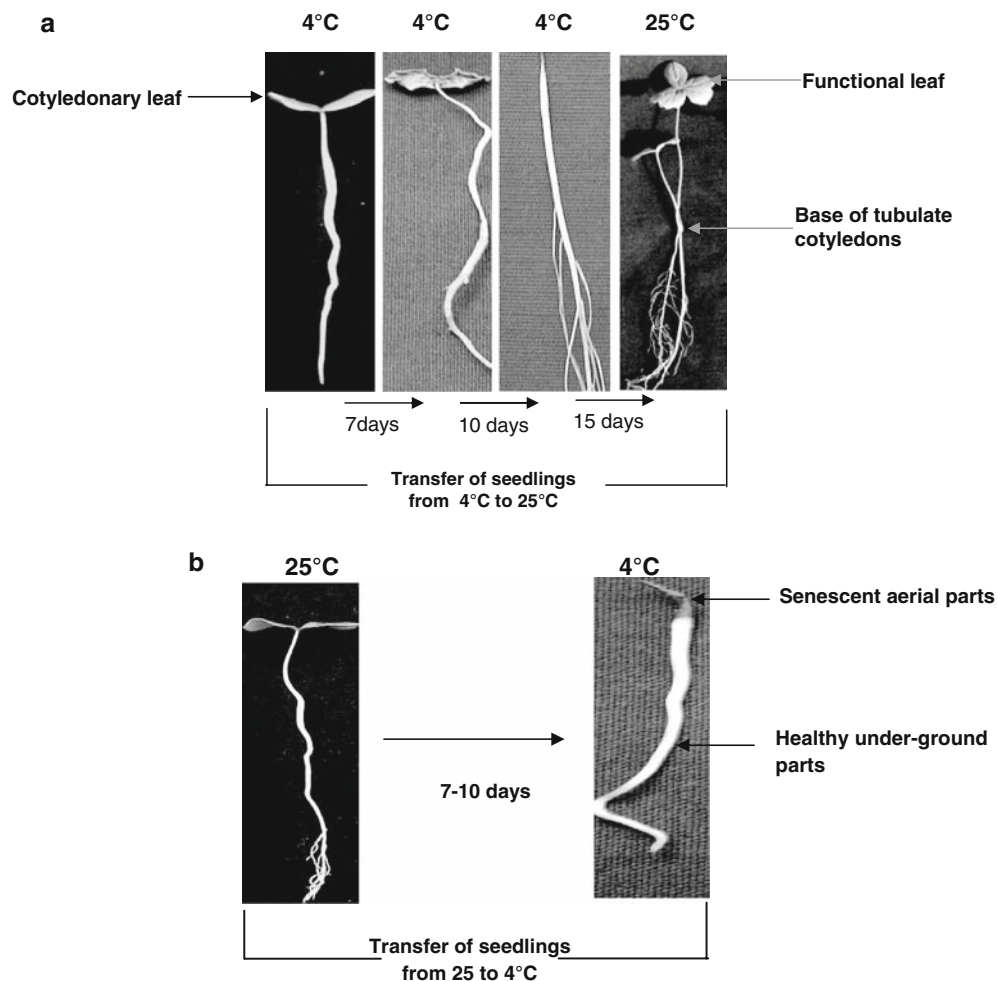 a
4°C 4°C 4°C 25°C
Cotyledonary leaf
Functional leaf
Base of tubulate
cotyledons
7days 10 days 15 days
Transfer of seedlings
from 4°C to 25°C
b
25°C 4°C
Senescent aerial parts
Healthy under-ground
parts
7-10 days
Transfer of seedlings
from 25 to 4°C